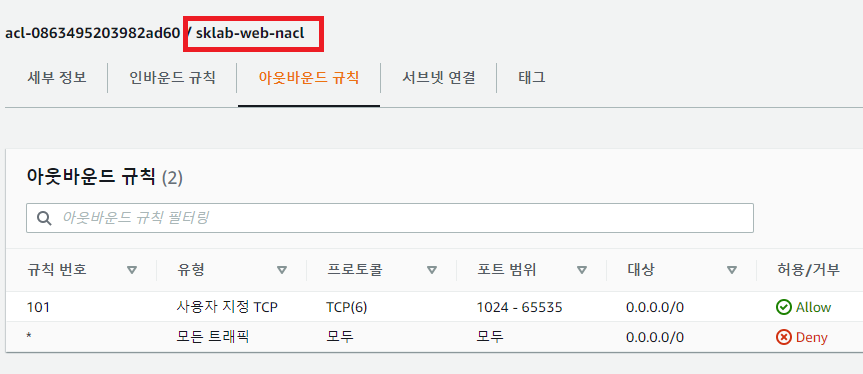 acl-0863495203982ad60 / sklab-web-nacl
세부 정보 인바운드 규칙 아웃바운드 규칙 서브넷 연결 태그
아웃바운드 규칙 (2)
아웃바운드 규칙 필터링
규칙 번호 유형 프로토콜 포트 범위 대상 허용/거부
101 사용자 지정 TCP TCP(6) 1024 - 65535 0.0.0.0/0 Allow
* 모든 트래픽 모두 모두 0.0.0.0/0 Deny